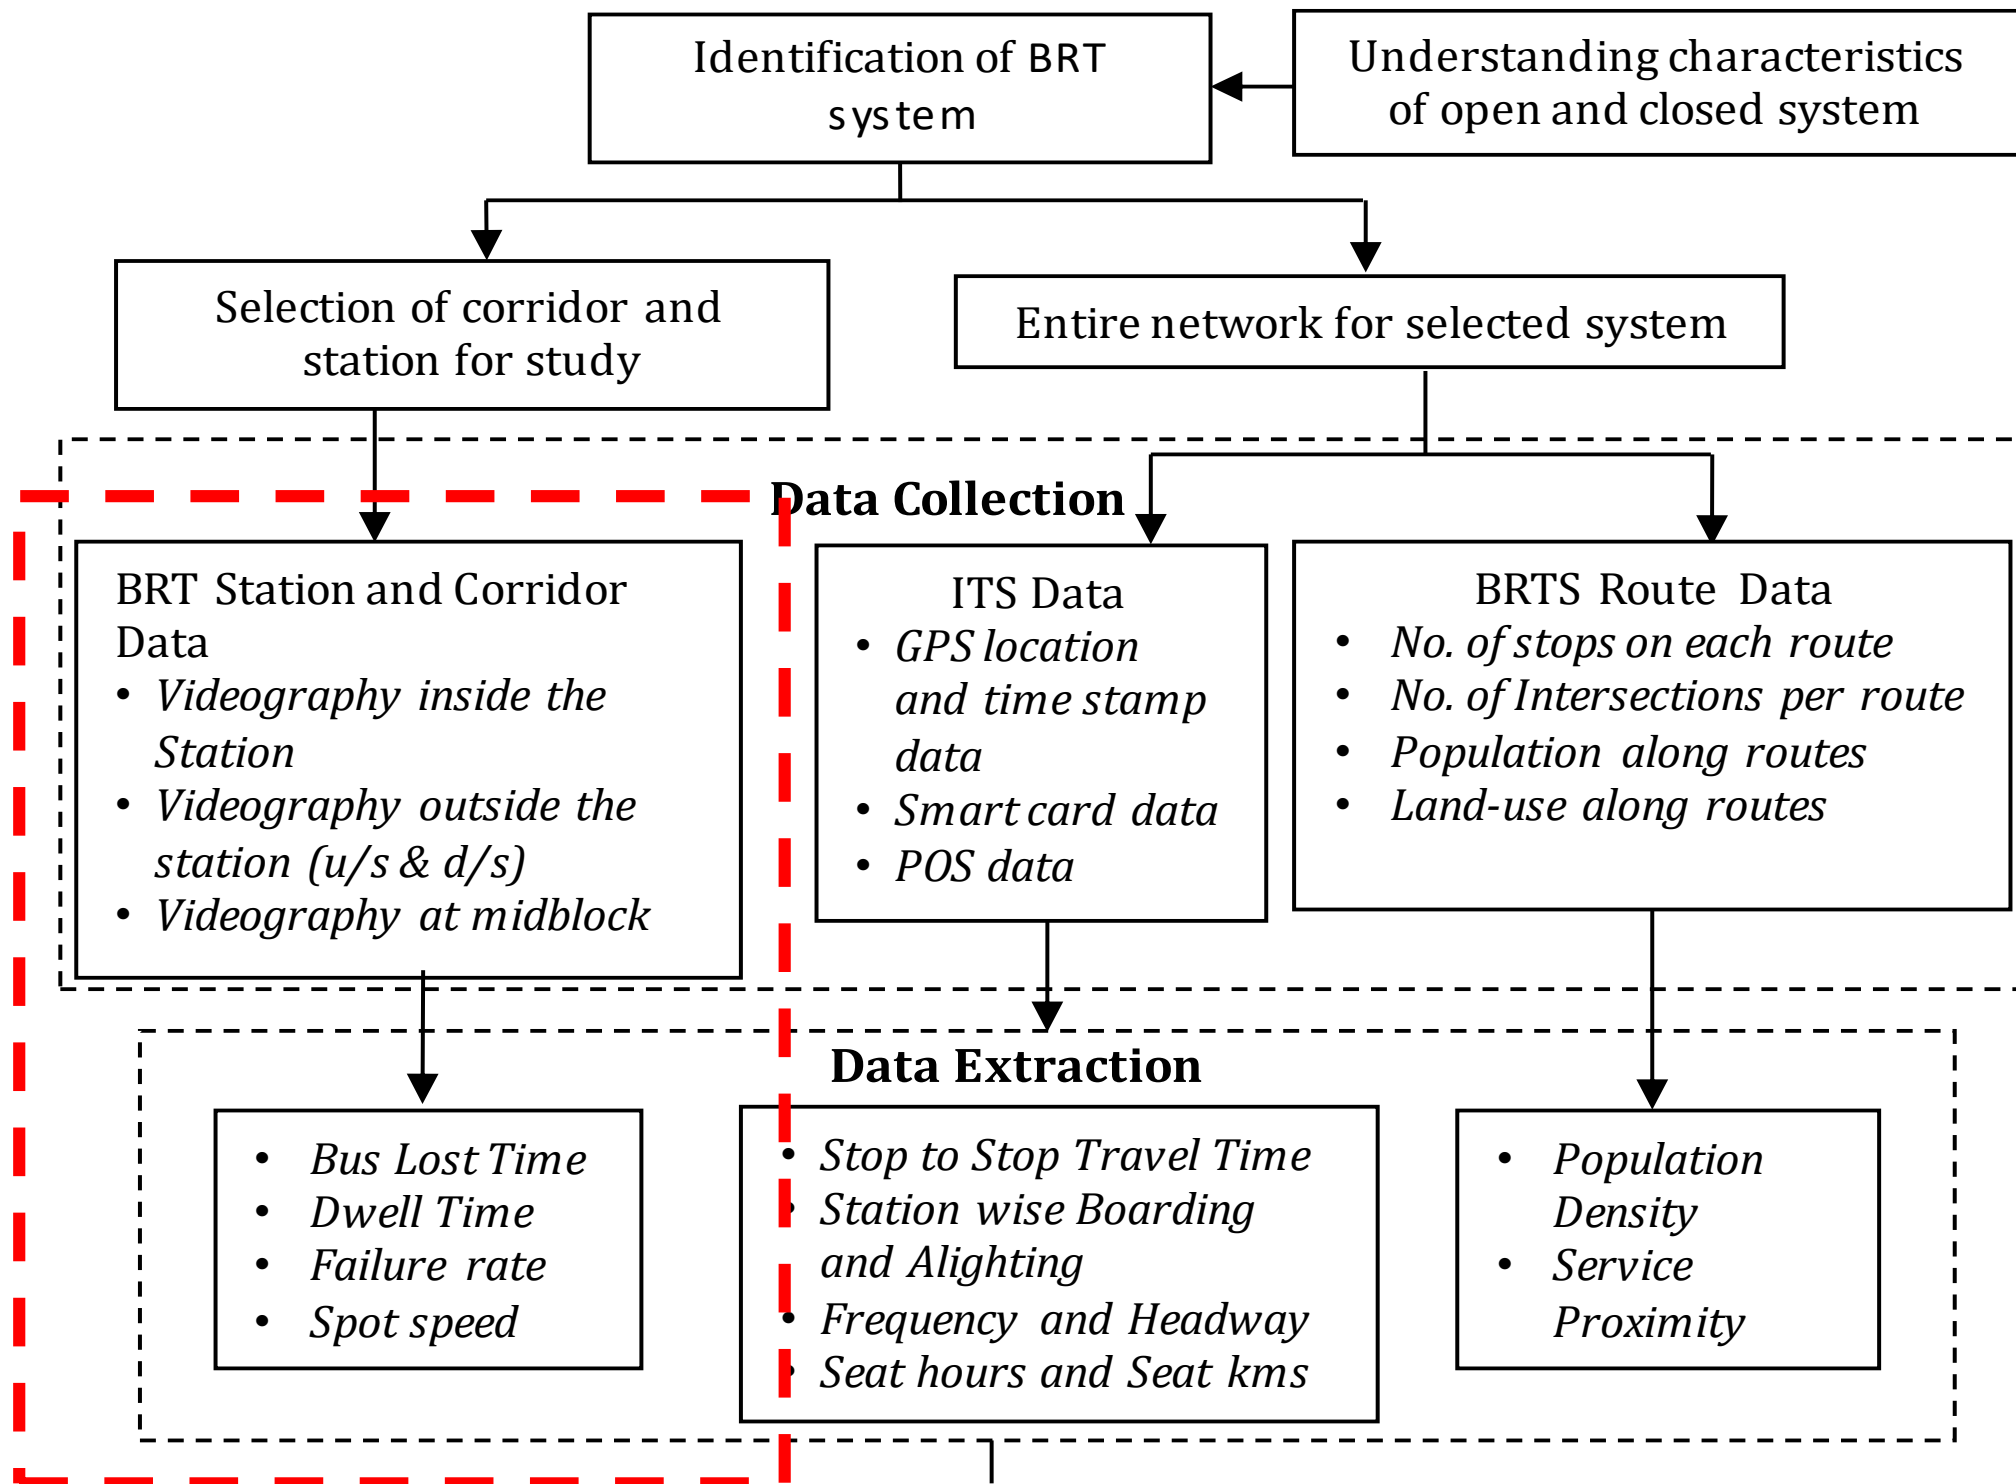 Identification of BRT
system
Understanding characteristics
of open and closed system
Selection of corridor and
station for study
Entire network for selected system
Data Collection
BRT Station and Corridor
Data
• Videography inside the
Station
• Videography outside the
station (u/s & d/s)
• Videography at midblock
ITS Data
• GPS location
and time stamp
data
• Smart card data
• POS data
BRTS Route Data
• No. of stops on each route
• No. of Intersections per route
• Population along routes
• Land-use along routes
Data Extraction
• Bus Lost Time
• Dwell Time
• Failure rate
• Spot speed
• Stop to Stop Travel Time
• Station wise Boarding
and Alighting
• Frequency and Headway
• Seat hours and Seat kms
• Population
Density
• Service
Proximity